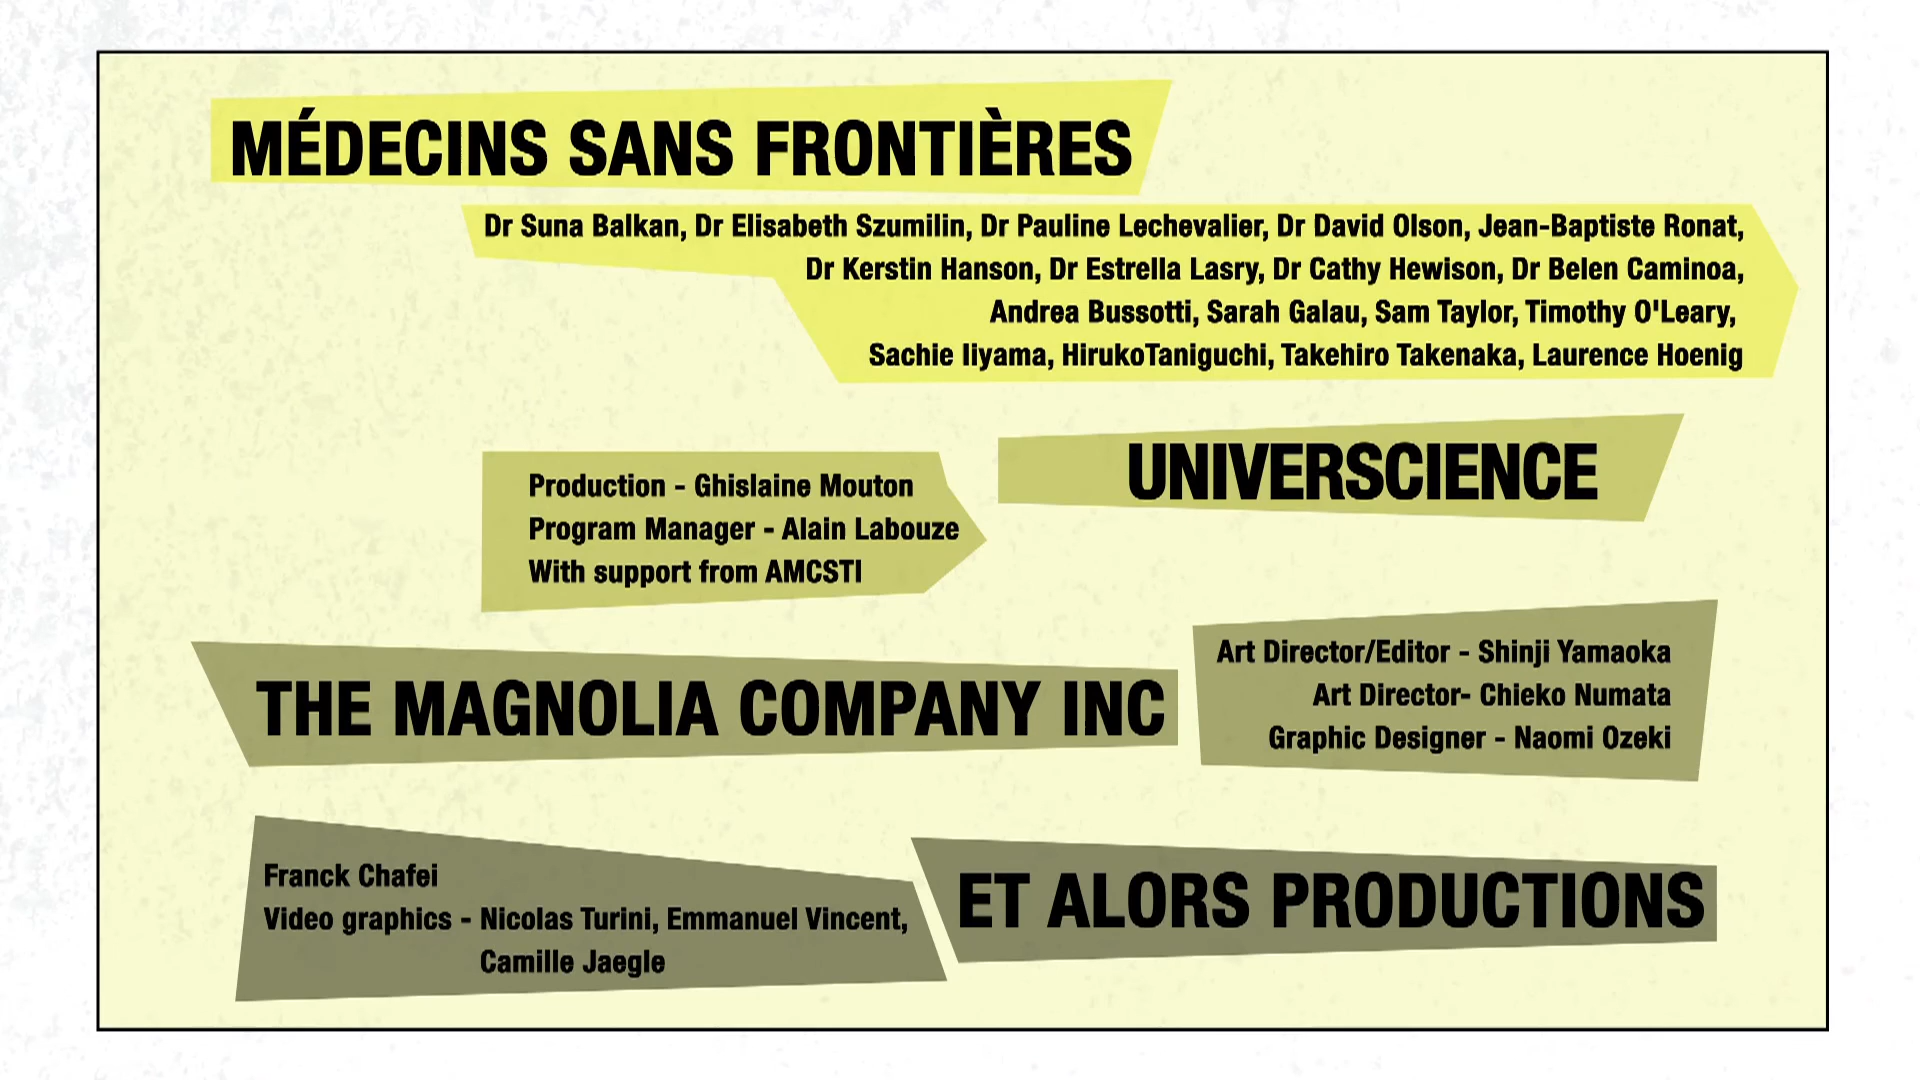 MÉDECINS SANS FRONTIÈRES
Dr Suna Balkan, Dr Elisabeth Szumilin, Dr Pauline Lechevalier, Dr David Olson, Jean-Baptiste Ronat,
Dr Kerstin Hanson, Dr Estrella Lasry, Dr Cathy Hewison, Dr Belen Caminoa,
Andrea Bussotti, Sarah Galau, Sam Taylor, Timothy O'Leary,
Sachie Iiyama, HirukoTaniguchi, Takehiro Takenaka, Laurence Hoenig
UNIVERSCIENCE
Production - Ghislaine Mouton
Program Manager - Alain Labouze
With support from AMCSTI
THE MAGNOLIA COMPANY INC
Art Director/Editor - Shinji Yamaoka
Art Director- Chieko Numata
Graphic Designer - Naomi Ozeki
ET ALORS PRODUCTIONS
Franck Chafei
Video graphics - Nicolas Turini, Emmanuel Vincent,
Camille Jaegle